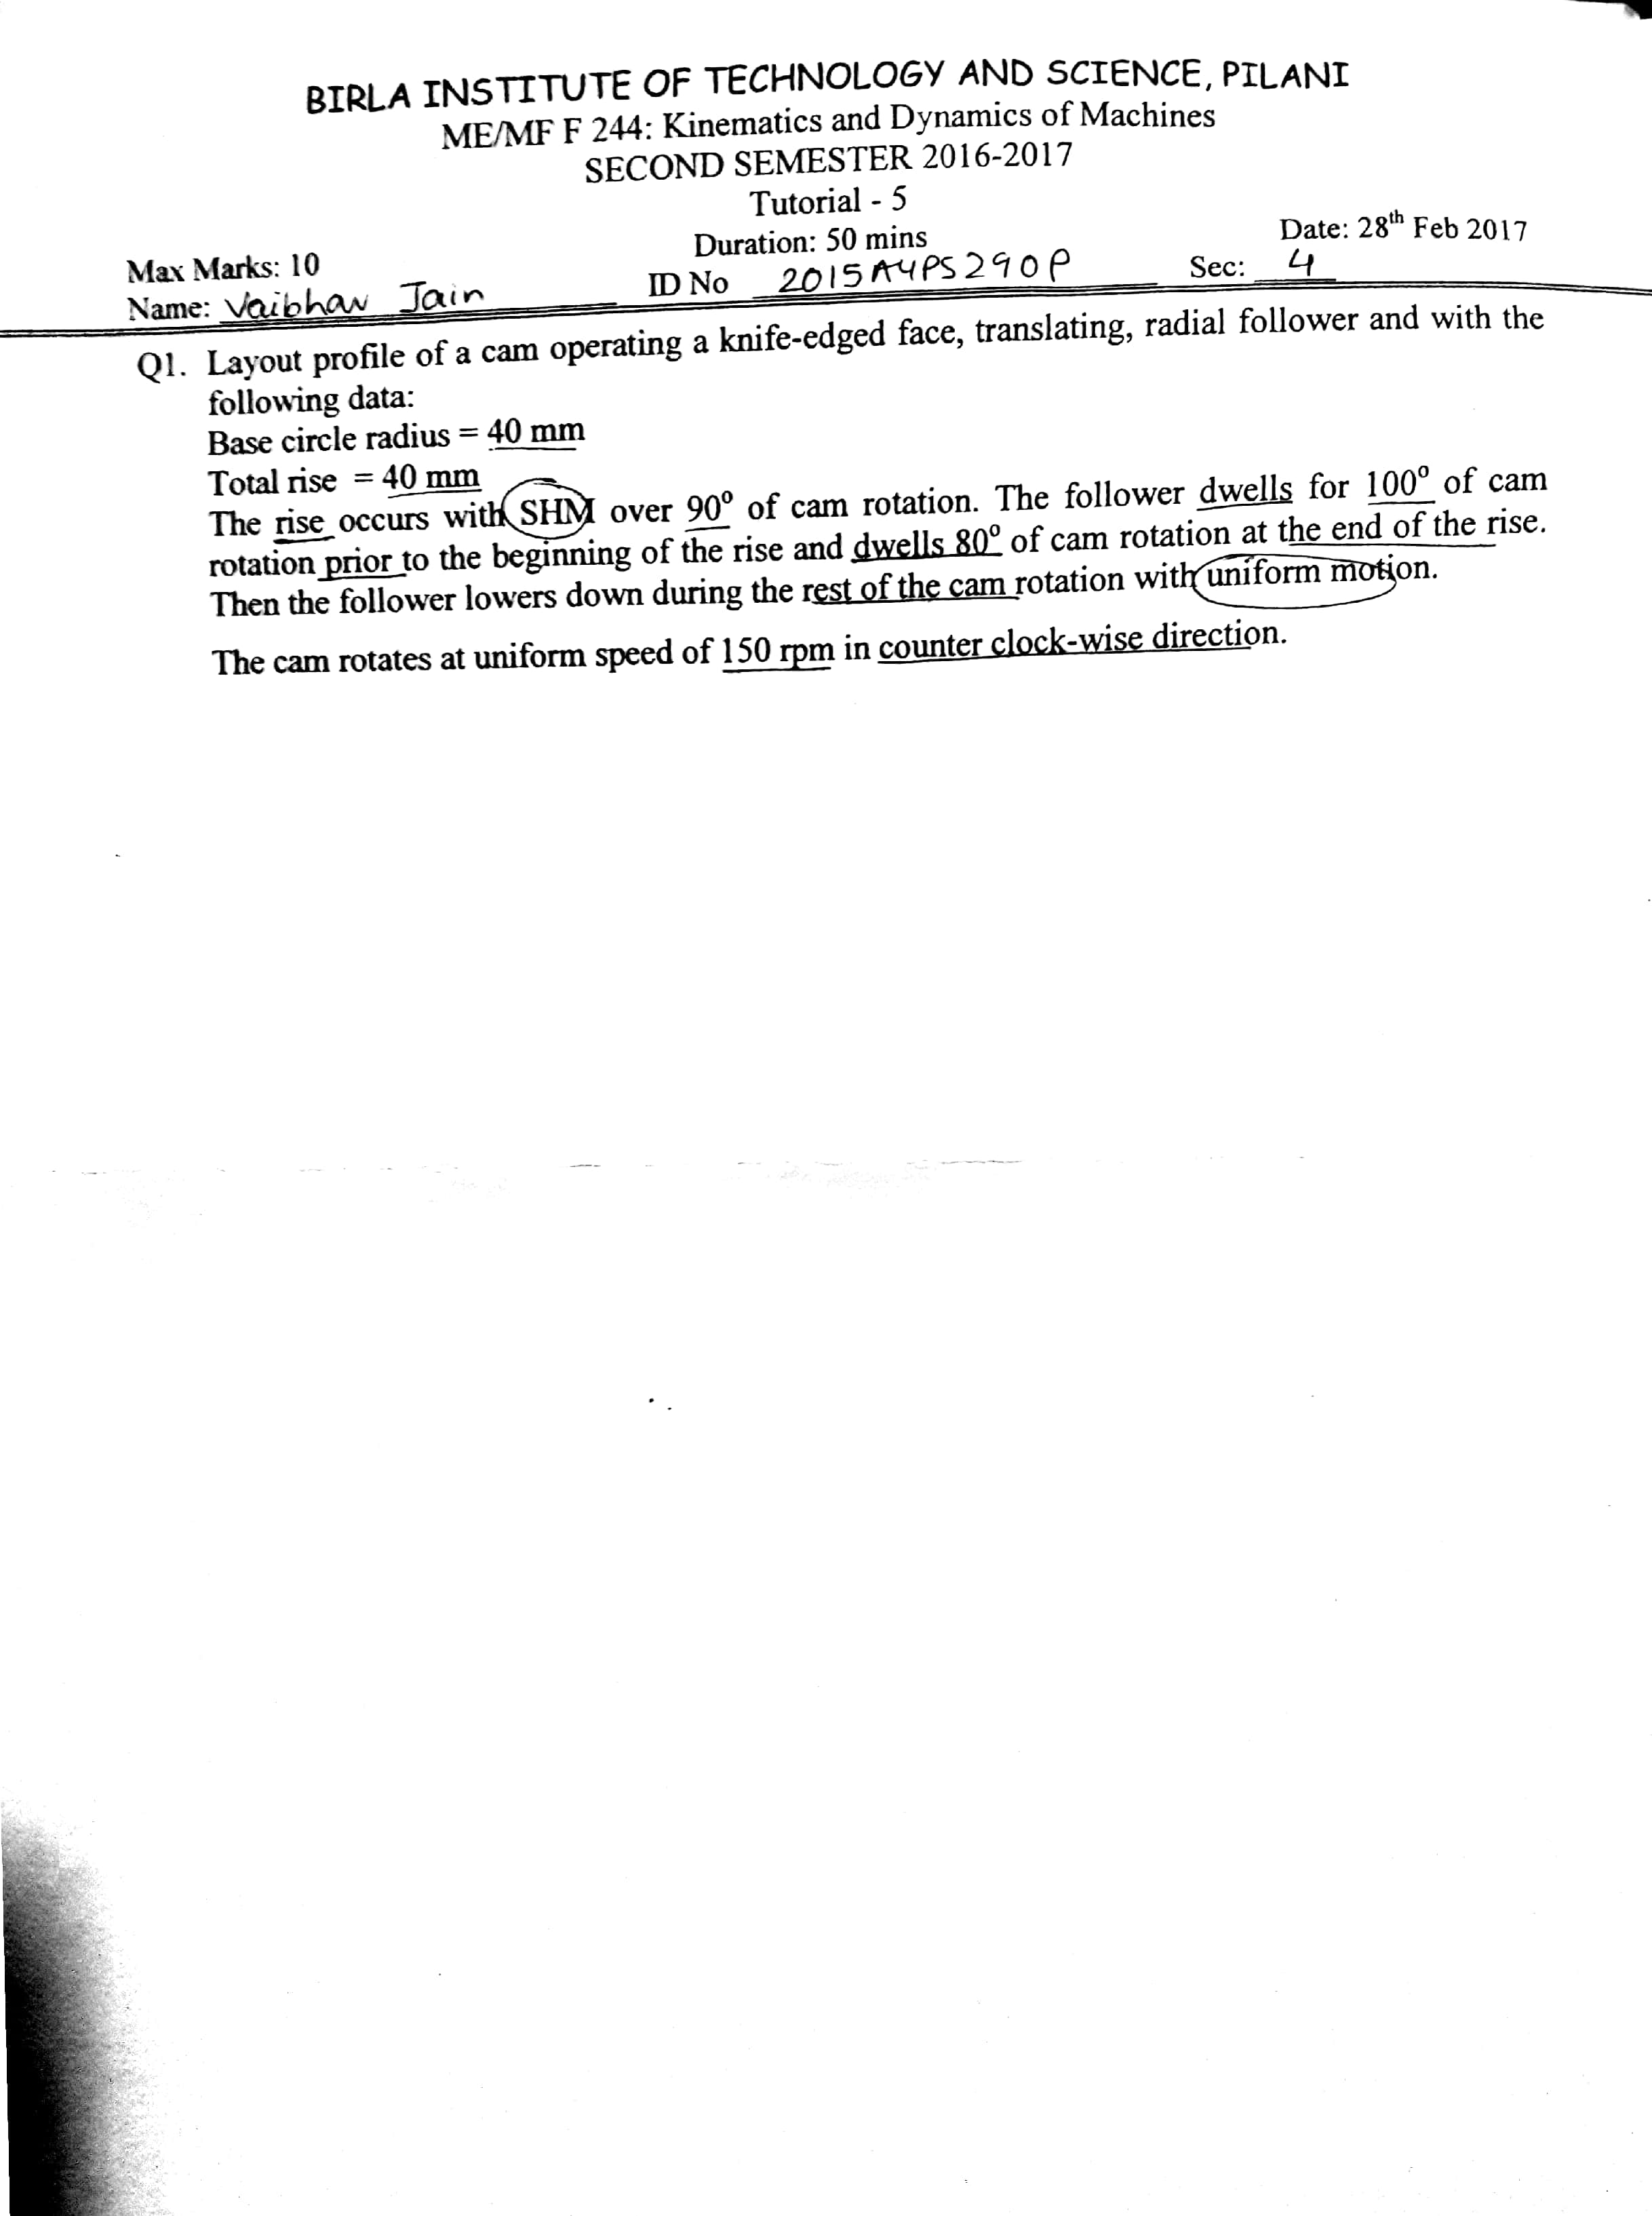 BIRLA INSTITUTE OF TECHNOLOGY AND SCIENCE, PILANI
ME/MF F 244: Kinematics and Dynamics of Machines
SECOND SEMESTER 2016-2017
Tutorial - 5
Duration: 50 mins
Date: 28th Feb 2017
Max Marks: 10
Name: Vaibhav Jain ID No 2015A4PS290P Sec: 4
Q1. Layout profile of a cam operating a knife-edged face, translating, radial follower and with the
following data:
Base circle radius = 40 mm
Total rise = 40 mm
The rise occurs with SHM over 90° of cam rotation. The follower dwells for 100° of cam
rotation prior to the beginning of the rise and dwells 80° of cam rotation at the end of the rise.
Then the follower lowers down during the rest of the cam rotation with uniform motion.
The cam rotates at uniform speed of 150 rpm in counter clock-wise direction.